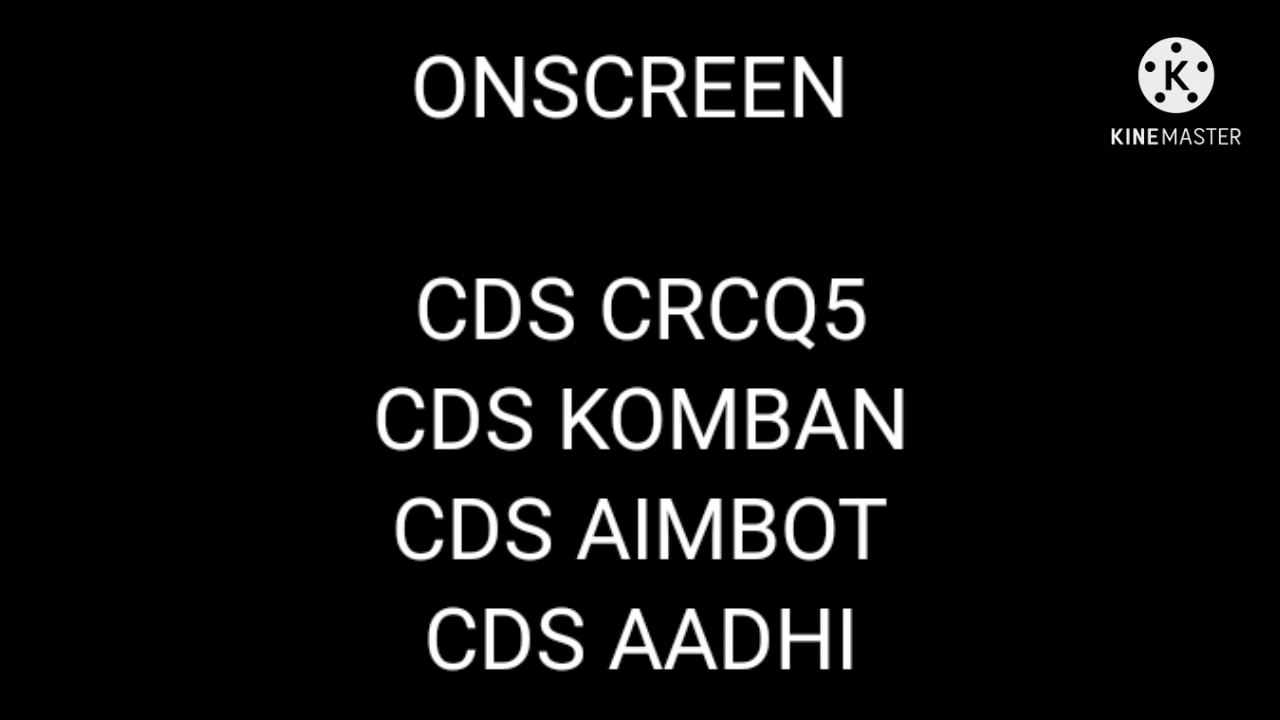 ONSCREEN
K
KINEMASTER
CDS CRCQ5
CDS KOMBAN
CDS AIMBOT
CDS AADHI